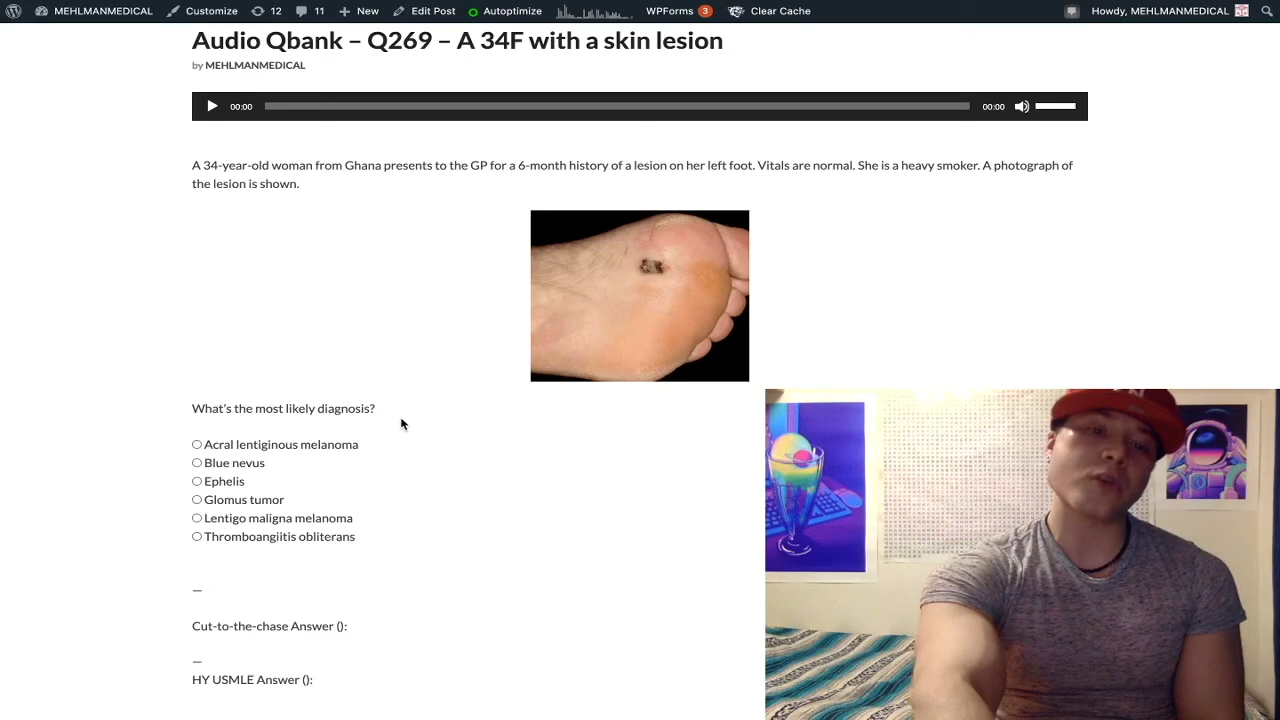 MEHLMANMEDICAL Customize 12 11 New Edit Post Autoptimize WPForms 3 Clear Cache Howdy, MEHLMANMEDICAL
Audio Qbank – Q269 – A 34F with a skin lesion
by MEHLMANMEDICAL
00:00 00:00
A 34-year-old woman from Ghana presents to the GP for a 6-month history of a lesion on her left foot. Vitals are normal. She is a heavy smoker. A photograph of
the lesion is shown.
What's the most likely diagnosis?
Acral lentiginous melanoma
Blue nevus
Ephelis
Glomus tumor
Lentigo maligna melanoma
Thromboangiitis obliterans
—
Cut-to-the-chase Answer ():
—
HY USMLE Answer ():